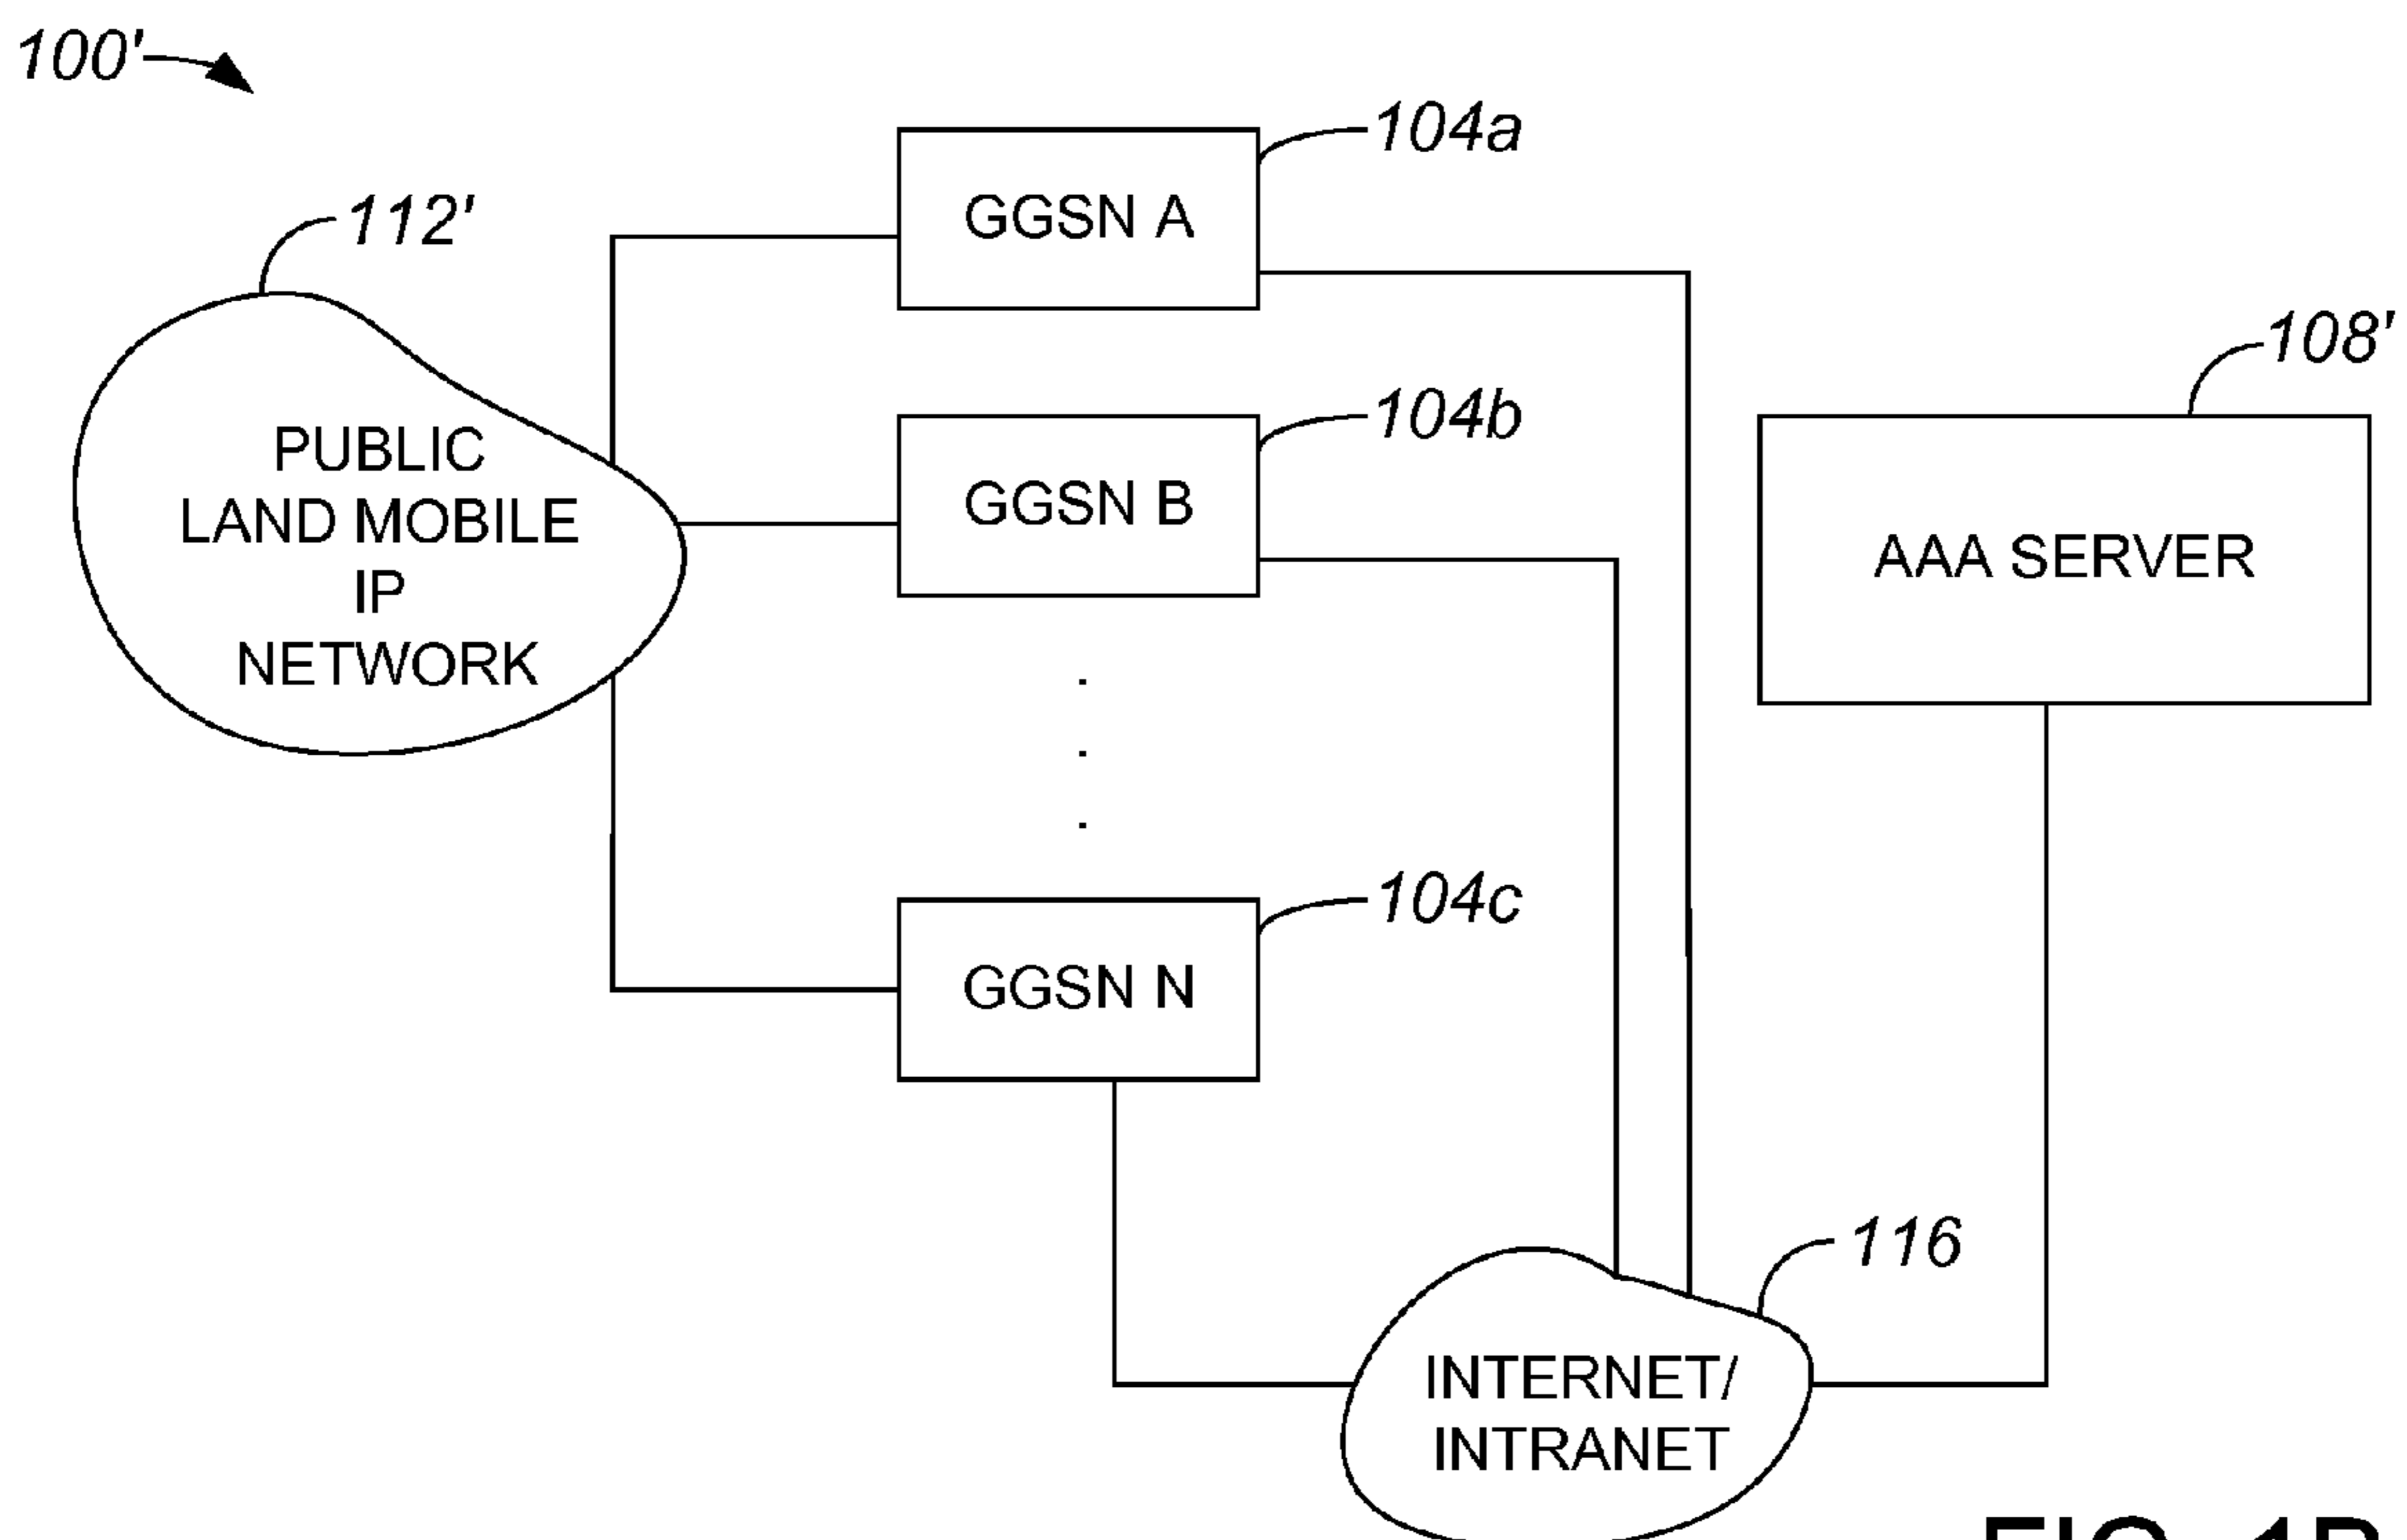 100'
104a
GGSN A
112'
108'
104b
GGSN B
PUBLIC
LAND MOBILE
IP
NETWORK
AAA SERVER
.
.
.
104c
GGSN N
116
INTERNET/
INTRANET